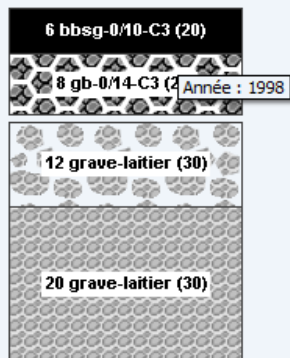 6 bbsg-0/10-C3 (20)
8 gb-0/14-C3 (2
Année : 1998
12 grave-laitier (30)
20 grave-laitier (30)